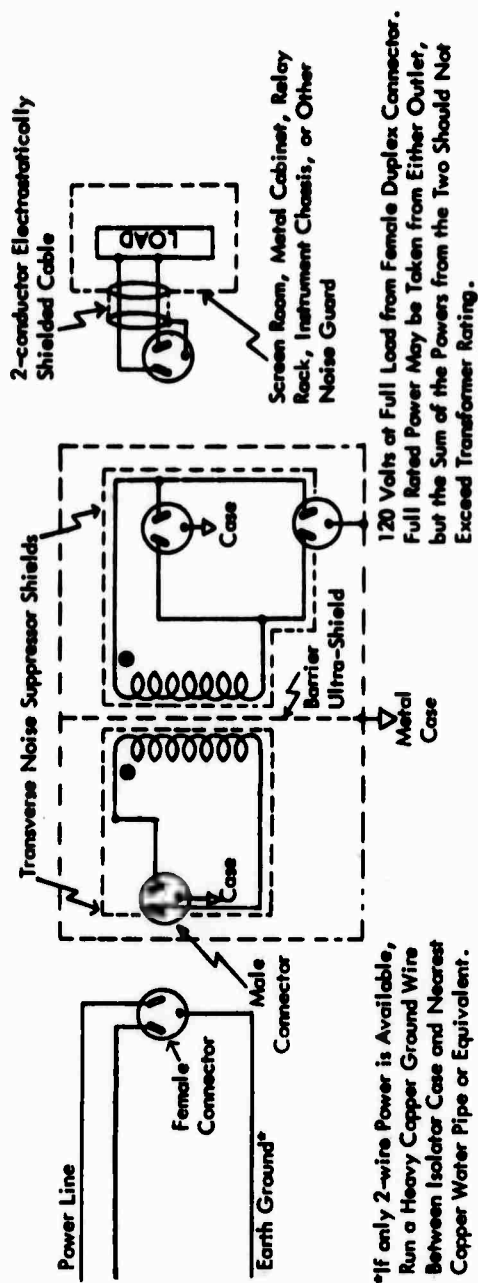 Power Line
Female
Connector
Earth Ground*
*If only 2-wire Power is Available,
Run a Heavy Copper Ground Wire
Between Isolator Case and Nearest
Copper Water Pipe or Equivalent.
Transverse Noise Suppressor Shields
Case
Male
Connector
Case
Barrier
Ultra-Shield
Metal
Case
2-conductor Electrostatically
Shielded Cable
LOAD
Screen Room, Metal Cabinet, Relay
Rack, Instrument Chassis, or Other
Noise Guard
120 Volts at Full Load from Female Duplex Connector.
Full Rated Power May be Taken from Either Outlet,
but the Sum of the Powers from the Two Should Not
Exceed Transformer Rating.